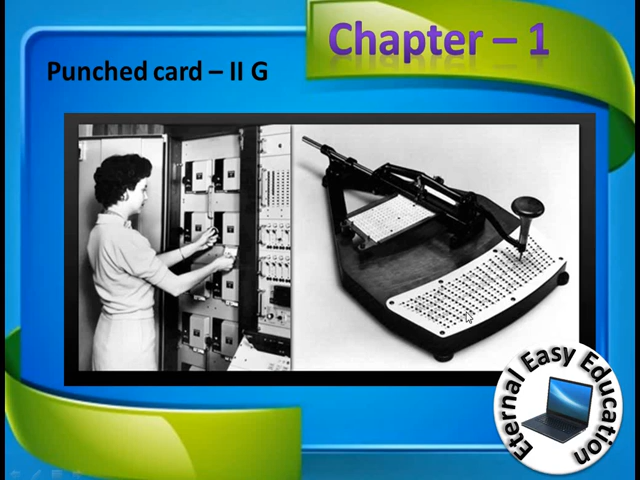 Chapter – 1
Punched card – II G
Eternal Easy Education